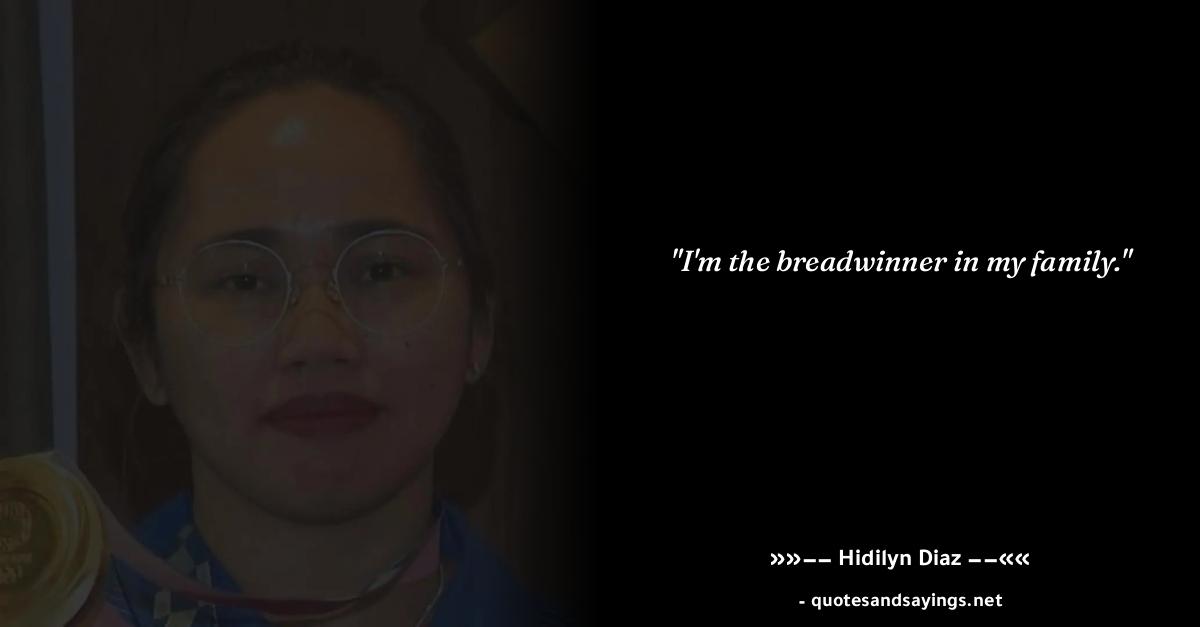 "I'm the breadwinner in my family."
»»–– Hidilyn Diaz ––««
- quotesandsayings.net